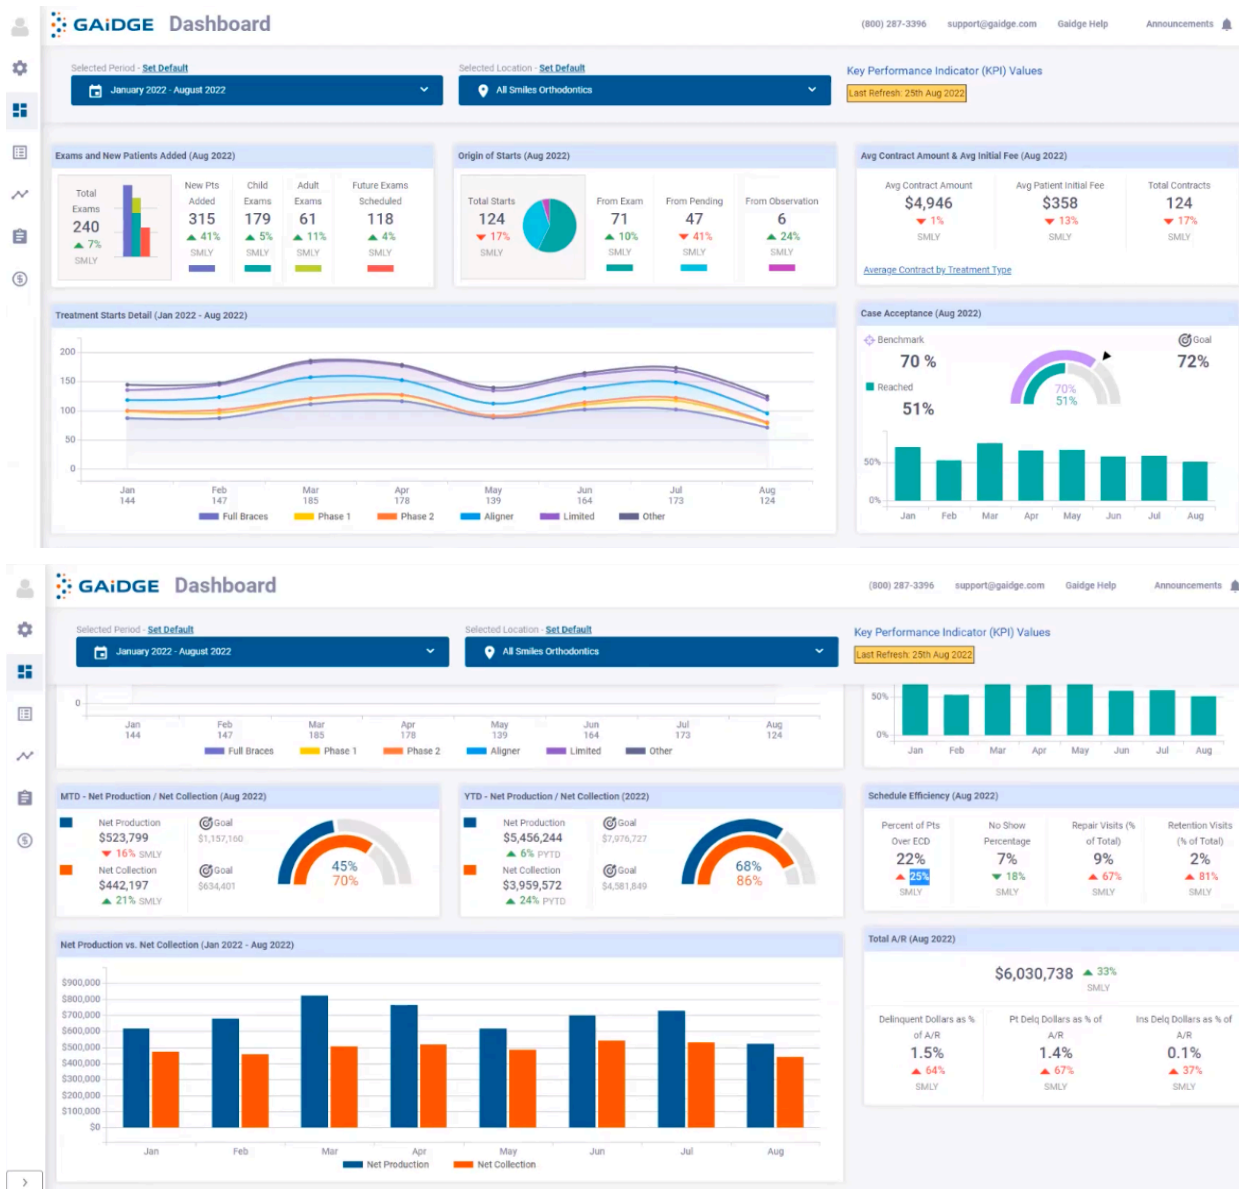 GAiDGE Dashboard
(800) 287-3396 support@gaidge.com Gaidge Help Announcements
Selected Period - Set Default
January 2022 - August 2022
Selected Location - Set Default
All Smiles Orthodontics
Key Performance Indicator (KPI) Values
Last Refresh: 25th Aug 2022
Exams and New Patients Added (Aug 2022)
Total Exams
240
7%
SMLY
New Pts Added
315
41%
SMLY
Child Exams
179
5%
SMLY
Adult Exams
61
11%
SMLY
Future Exams Scheduled
118
4%
SMLY
Origin of Starts (Aug 2022)
Total Starts
124
17%
SMLY
From Exam
71
10%
SMLY
From Pending
47
41%
SMLY
From Observation
6
24%
SMLY
Avg Contract Amount & Avg Initial Fee (Aug 2022)
Avg Contract Amount
$4,946
1%
SMLY
Avg Patient Initial Fee
$358
13%
SMLY
Total Contracts
124
17%
SMLY
Average Contract by Treatment Type
Treatment Starts Detail (Jan 2022 - Aug 2022)
200
150
100
50
0
Jan Feb Mar Apr May Jun Jul Aug
144 147 185 178 139 164 173 124
Full Braces Phase 1 Phase 2 Aligner Limited Other
Case Acceptance (Aug 2022)
Benchmark
70 %
Reached
51%
70%
51%
Goal
72%
50%
0%
Jan Feb Mar Apr May Jun Jul Aug
GAiDGE Dashboard
(800) 287-3396 support@gaidge.com Gaidge Help Announcements
Selected Period - Set Default
January 2022 - August 2022
Selected Location - Set Default
All Smiles Orthodontics
Key Performance Indicator (KPI) Values
Last Refresh: 25th Aug 2022
0
Jan Feb Mar Apr May Jun Jul Aug
144 147 185 178 139 164 173 124
Full Braces Phase 1 Phase 2 Aligner Limited Other
50%
0%
Jan Feb Mar Apr May Jun Jul Aug
MTD - Net Production / Net Collection (Aug 2022)
Net Production
$523,799
16% SMLY
Goal
$1,157,160
Net Collection
$442,197
21% SMLY
Goal
$634,401
45%
70%
YTD - Net Production / Net Collection (2022)
Net Production
$5,456,244
6% PYTD
Goal
$7,976,727
Net Collection
$3,959,572
24% PYTD
Goal
$4,581,849
68%
86%
Schedule Efficiency (Aug 2022)
Percent of Pts Over ECD
22%
25%
SMLY
No Show Percentage
7%
18%
SMLY
Repair Visits (% of Total)
9%
67%
SMLY
Retention Visits (% of Total)
2%
81%
SMLY
Net Production vs. Net Collection (Jan 2022 - Aug 2022)
$900,000
$800,000
$700,000
$600,000
$500,000
$400,000
$300,000
$200,000
$100,000
$0
Jan Feb Mar Apr May Jun Jul Aug
Net Production Net Collection
Total A/R (Aug 2022)
$6,030,738 33%
SMLY
Delinquent Dollars as % of A/R
1.5%
64%
SMLY
Pt Delq Dollars as % of A/R
1.4%
67%
SMLY
Ins Delq Dollars as % of A/R
0.1%
37%
SMLY